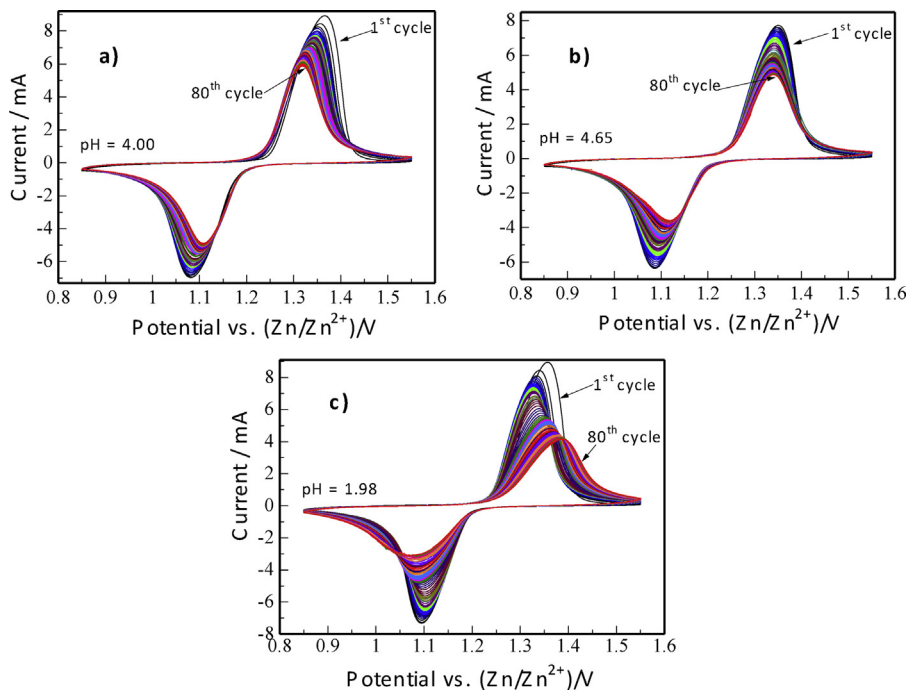 a)
1st cycle
80th cycle
pH = 4.00
Current / mA
8
6
4
2
0
-2
-4
-6
0.8 0.9 1 1.1 1.2 1.3 1.4 1.5 1.6
Potential vs. (Zn/Zn2+)/V
b)
1st cycle
80th cycle
pH = 4.65
Current / mA
8
6
4
2
0
-2
-4
-6
0.8 0.9 1 1.1 1.2 1.3 1.4 1.5 1.6
Potential vs. (Zn/Zn2+)/V
c)
1st cycle
80th cycle
pH = 1.98
Current / mA
8
6
4
2
0
-2
-4
-6
-8
0.8 0.9 1 1.1 1.2 1.3 1.4 1.5 1.6
Potential vs. (Zn/Zn2+)/V